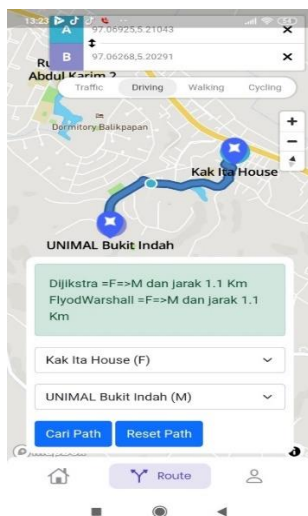 13:23
A 97.06925,5.21043
B 97.06268,5.20291
Abdul Karim 2
Traffic Driving Walking Cycling
Dormitory Balikpapan
Kak Ita House
UNIMAL Bukit Indah
Dijikstra =F=>M dan jarak 1.1 Km
FlyodWarshall =F=>M dan jarak 1.1
Km
Kak Ita House (F)
UNIMAL Bukit Indah (M)
Cari Path Reset Path
Route